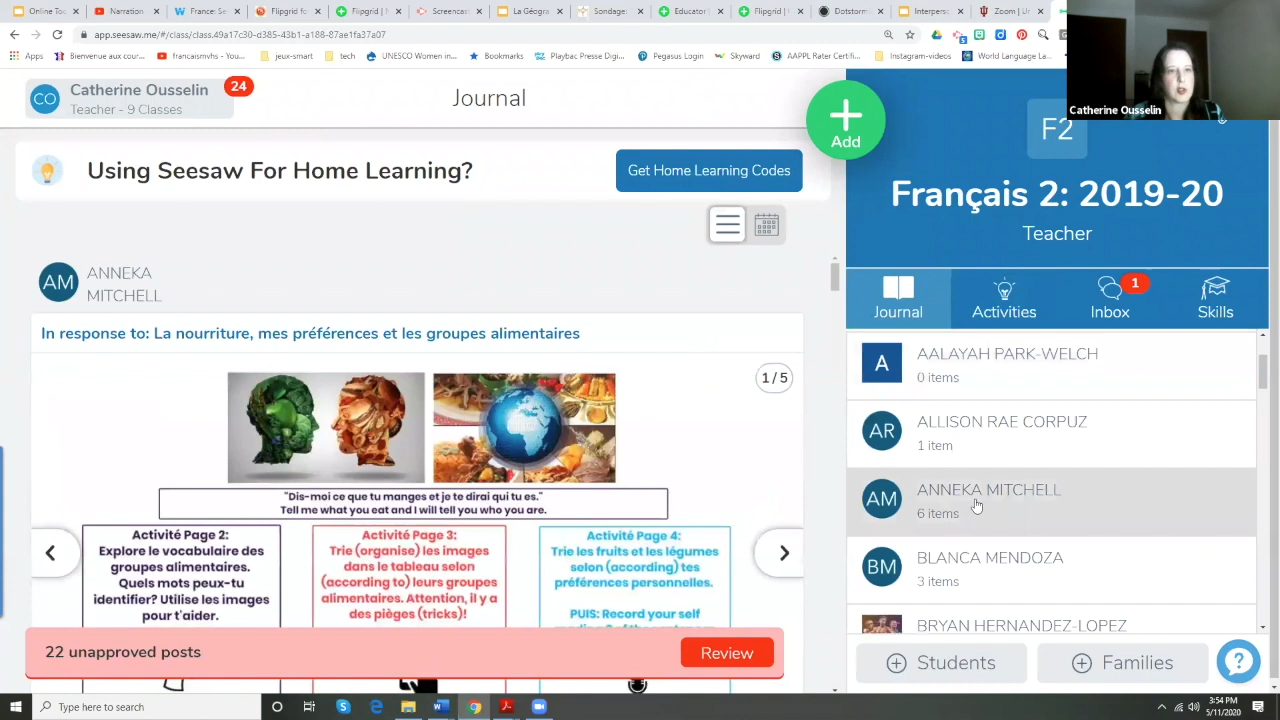 Online Too
Ousselin: Se
France: Se
Flipgrid fo
Flipgrid | H
Screencas
La Géogra
Sondage:
Educator |
Flipgrid | 
Dotstorm
Interperso
Zoom | Un
app.seesaw.me/#/class/class.49a17c30-d385-43b1-a188-87ae1fa37a07
Apps
Bienvenue aux cour...
francaismvhs - You...
jeux-smart
tech
UNESCO Women in...
Bookmarks
Playbac Presse Digi...
Pegasus Login
Skyward
AAPPL Rater Certif...
Instagram-videos
World Language La...
Catherine Ousselin
CO
Catherine Ousselin
Teacher - 9 Classes
24
Journal
Add
Using Seesaw For Home Learning?
Get Home Learning Codes
AM
ANNEKA
MITCHELL
In response to: La nourriture, mes préférences et les groupes alimentaires
1 / 5
"Dis-moi ce que tu manges et je te dirai qui tu es."
Tell me what you eat and I will tell you who you are.
Activité Page 2:
Explore le vocabulaire des
groupes alimentaires.
Quels mots peux-tu
identifier? Utilise les images
pour t'aider.
Activité Page 3:
Trie (organise) les images
dans le tableau selon
(according to) leurs groupes
alimentaires. Attention, il y a
des pièges (tricks)!
Activité Page 4:
Trie les fruits et les légumes
selon (according) tes
préférences personnelles.
PUIS: Record your self
22 unapproved posts
Review
F2
Français 2: 2019-20
Teacher
Journal
Activities
Inbox
1
Skills
A
AALAYAH PARK-WELCH
0 items
AR
ALLISON RAE CORPUZ
1 item
AM
ANNEKA MITCHELL
6 items
BM
BLANCA MENDOZA
3 items
BRYAN HERNANDEZ-LOPEZ
Students
Families
?
Type here to search
3:54 PM
5/11/2020